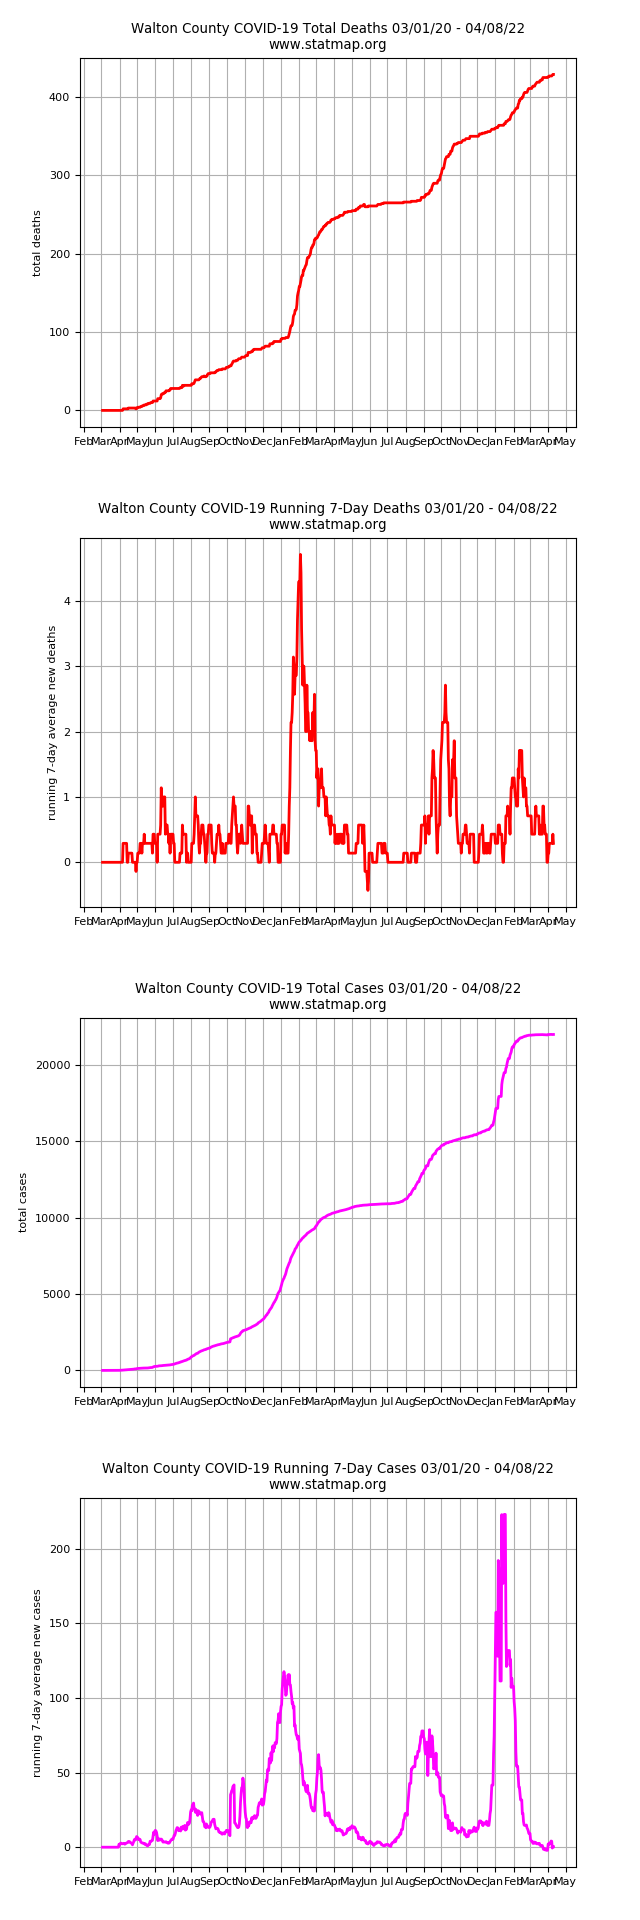 Walton County COVID-19 Total Deaths 03/01/20 - 04/08/22
www.statmap.org
400
300
200
100
0
total deaths
Feb Mar Apr May Jun Jul Aug Sep Oct Nov Dec Jan Feb Mar Apr May Jun Jul Aug Sep Oct Nov Dec Jan Feb Mar Apr May
Walton County COVID-19 Running 7-Day Deaths 03/01/20 - 04/08/22
www.statmap.org
4
3
2
1
0
running 7-day average new deaths
Feb Mar Apr May Jun Jul Aug Sep Oct Nov Dec Jan Feb Mar Apr May Jun Jul Aug Sep Oct Nov Dec Jan Feb Mar Apr May
Walton County COVID-19 Total Cases 03/01/20 - 04/08/22
www.statmap.org
20000
15000
10000
5000
0
total cases
Feb Mar Apr May Jun Jul Aug Sep Oct Nov Dec Jan Feb Mar Apr May Jun Jul Aug Sep Oct Nov Dec Jan Feb Mar Apr May
Walton County COVID-19 Running 7-Day Cases 03/01/20 - 04/08/22
www.statmap.org
200
150
100
50
0
running 7-day average new cases
Feb Mar Apr May Jun Jul Aug Sep Oct Nov Dec Jan Feb Mar Apr May Jun Jul Aug Sep Oct Nov Dec Jan Feb Mar Apr May